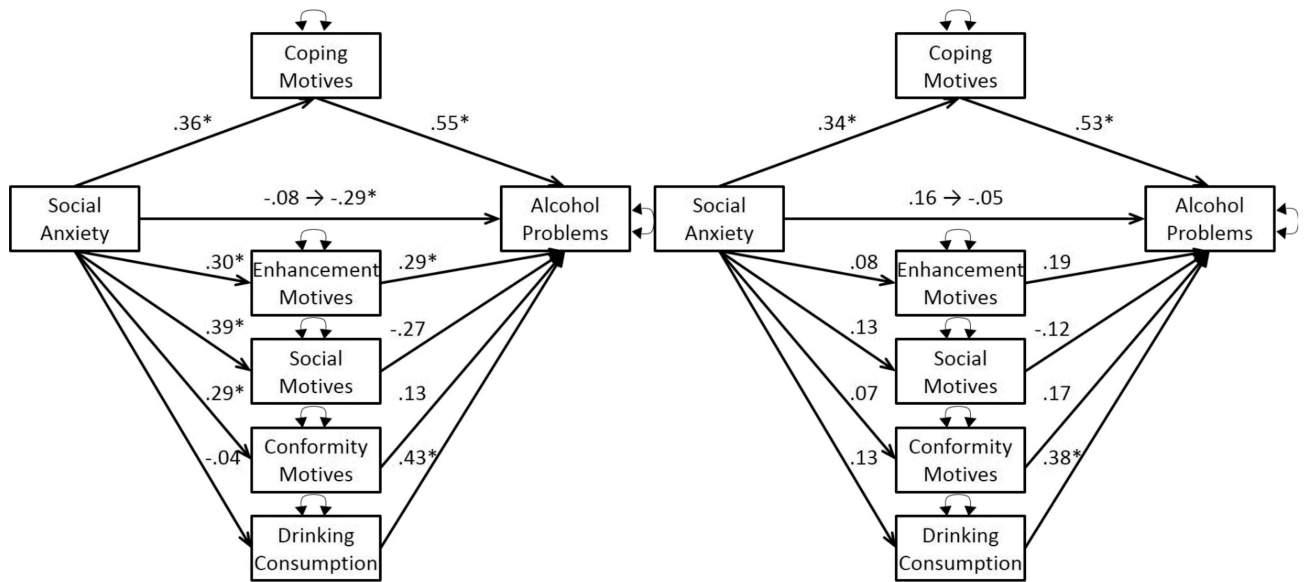 Coping
Motives
.36*
.55*
Social
Anxiety
-.08 → -.29*
Alcohol
Problems
.30*
Enhancement
Motives
.29*
.39*
Social
Motives
-.27
.29*
Conformity
Motives
.13
-.04
Drinking
Consumption
.43*
Coping
Motives
.34*
.53*
Social
Anxiety
.16 → -.05
Alcohol
Problems
.08
Enhancement
Motives
.19
.13
Social
Motives
-.12
.07
Conformity
Motives
.17
.13
Drinking
Consumption
.38*